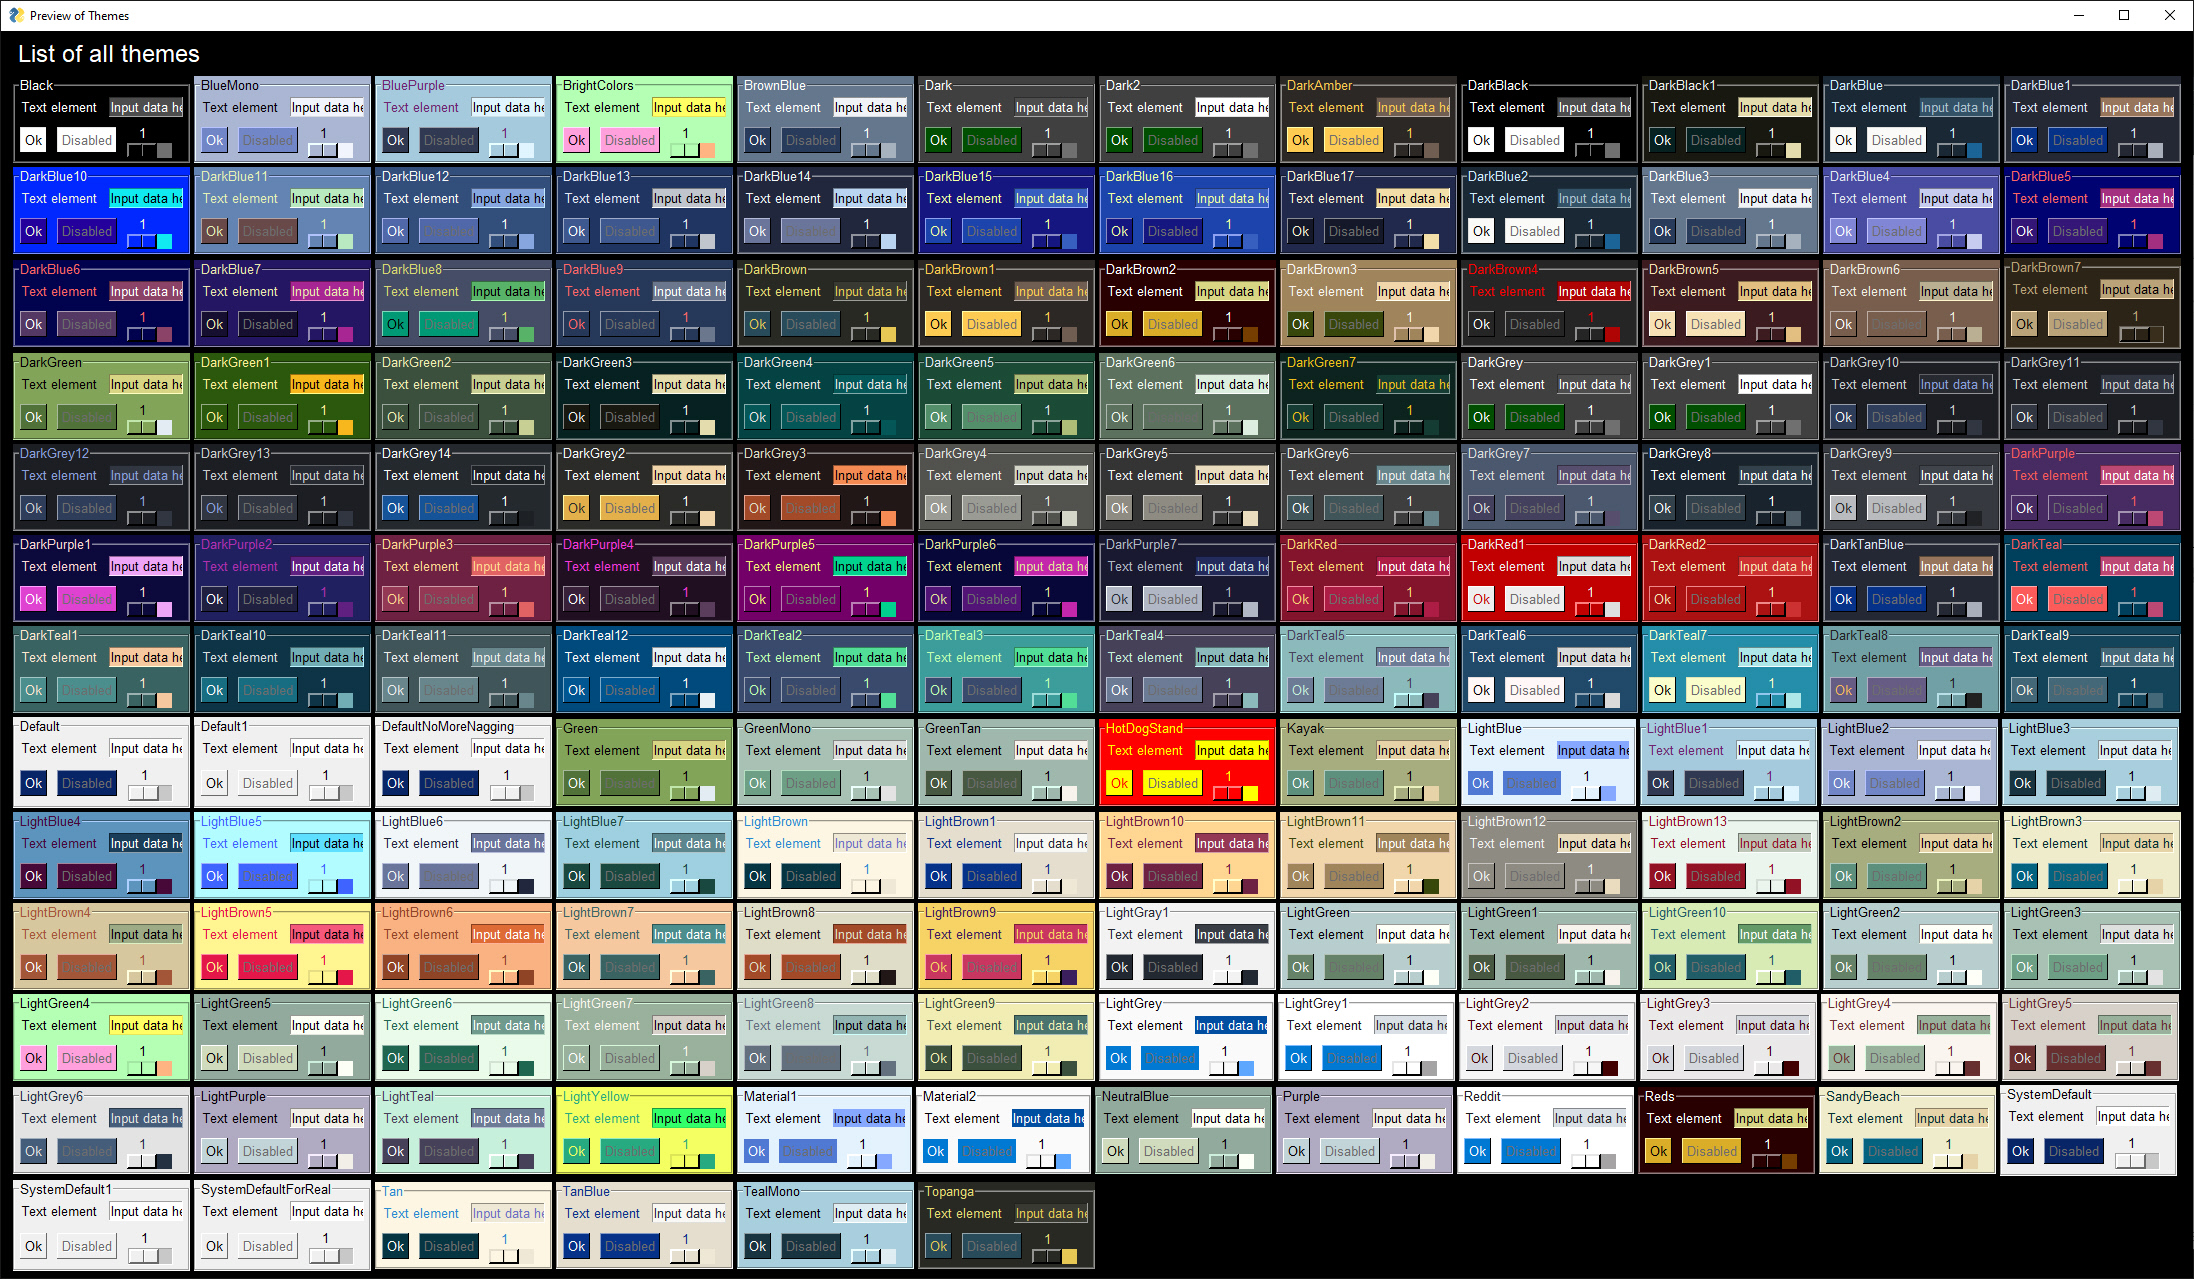 Preview of Themes
List of all themes
Black BlueMono BluePurple BrightColors BrownBlue Dark Dark2 DarkAmber DarkBlack DarkBlack1 DarkBlue DarkBlue1
Text element Input data he Text element Input data he Text element Input data he Text element Input data he Text element Input data he Text element Input data he Text element Input data he Text element Input data he Text element Input data he Text element Input data he Text element Input data he Text element Input data he
Ok Disabled 1 Ok Disabled 1 Ok Disabled 1 Ok Disabled 1 Ok Disabled 1 Ok Disabled 1 Ok Disabled 1 Ok Disabled 1 Ok Disabled 1 Ok Disabled 1 Ok Disabled 1 Ok Disabled 1
DarkBlue10 DarkBlue11 DarkBlue12 DarkBlue13 DarkBlue14 DarkBlue15 DarkBlue16 DarkBlue17 DarkBlue2 DarkBlue3 DarkBlue4 DarkBlue5
Text element Input data he Text element Input data he Text element Input data he Text element Input data he Text element Input data he Text element Input data he Text element Input data he Text element Input data he Text element Input data he Text element Input data he Text element Input data he Text element Input data he
Ok Disabled 1 Ok Disabled 1 Ok Disabled 1 Ok Disabled 1 Ok Disabled 1 Ok Disabled 1 Ok Disabled 1 Ok Disabled 1 Ok Disabled 1 Ok Disabled 1 Ok Disabled 1 Ok Disabled 1
DarkBlue6 DarkBlue7 DarkBlue8 DarkBlue9 DarkBrown DarkBrown1 DarkBrown2 DarkBrown3 DarkBrown4 DarkBrown5 DarkBrown6 DarkBrown7
Text element Input data he Text element Input data he Text element Input data he Text element Input data he Text element Input data he Text element Input data he Text element Input data he Text element Input data he Text element Input data he Text element Input data he Text element Input data he Text element Input data he
Ok Disabled 1 Ok Disabled 1 Ok Disabled 1 Ok Disabled 1 Ok Disabled 1 Ok Disabled 1 Ok Disabled 1 Ok Disabled 1 Ok Disabled 1 Ok Disabled 1 Ok Disabled 1 Ok Disabled 1
DarkGreen DarkGreen1 DarkGreen2 DarkGreen3 DarkGreen4 DarkGreen5 DarkGreen6 DarkGreen7 DarkGrey DarkGrey1 DarkGrey10 DarkGrey11
Text element Input data he Text element Input data he Text element Input data he Text element Input data he Text element Input data he Text element Input data he Text element Input data he Text element Input data he Text element Input data he Text element Input data he Text element Input data he Text element Input data he
Ok Disabled 1 Ok Disabled 1 Ok Disabled 1 Ok Disabled 1 Ok Disabled 1 Ok Disabled 1 Ok Disabled 1 Ok Disabled 1 Ok Disabled 1 Ok Disabled 1 Ok Disabled 1 Ok Disabled 1
DarkGrey12 DarkGrey13 DarkGrey14 DarkGrey2 DarkGrey3 DarkGrey4 DarkGrey5 DarkGrey6 DarkGrey7 DarkGrey8 DarkGrey9 DarkPurple
Text element Input data he Text element Input data he Text element Input data he Text element Input data he Text element Input data he Text element Input data he Text element Input data he Text element Input data he Text element Input data he Text element Input data he Text element Input data he Text element Input data he
Ok Disabled 1 Ok Disabled 1 Ok Disabled 1 Ok Disabled 1 Ok Disabled 1 Ok Disabled 1 Ok Disabled 1 Ok Disabled 1 Ok Disabled 1 Ok Disabled 1 Ok Disabled 1 Ok Disabled 1
DarkPurple1 DarkPurple2 DarkPurple3 DarkPurple4 DarkPurple5 DarkPurple6 DarkPurple7 DarkRed DarkRed1 DarkRed2 DarkTanBlue DarkTeal
Text element Input data he Text element Input data he Text element Input data he Text element Input data he Text element Input data he Text element Input data he Text element Input data he Text element Input data he Text element Input data he Text element Input data he Text element Input data he Text element Input data he
Ok Disabled 1 Ok Disabled 1 Ok Disabled 1 Ok Disabled 1 Ok Disabled 1 Ok Disabled 1 Ok Disabled 1 Ok Disabled 1 Ok Disabled 1 Ok Disabled 1 Ok Disabled 1 Ok Disabled 1
DarkTeal1 DarkTeal10 DarkTeal11 DarkTeal12 DarkTeal2 DarkTeal3 DarkTeal4 DarkTeal5 DarkTeal6 DarkTeal7 DarkTeal8 DarkTeal9
Text element Input data he Text element Input data he Text element Input data he Text element Input data he Text element Input data he Text element Input data he Text element Input data he Text element Input data he Text element Input data he Text element Input data he Text element Input data he Text element Input data he
Ok Disabled 1 Ok Disabled 1 Ok Disabled 1 Ok Disabled 1 Ok Disabled 1 Ok Disabled 1 Ok Disabled 1 Ok Disabled 1 Ok Disabled 1 Ok Disabled 1 Ok Disabled 1 Ok Disabled 1
Default Default1 DefaultNoMoreNagging Green GreenMono GreenTan HotDogStand Kayak LightBlue LightBlue1 LightBlue2 LightBlue3
Text element Input data he Text element Input data he Text element Input data he Text element Input data he Text element Input data he Text element Input data he Text element Input data he Text element Input data he Text element Input data he Text element Input data he Text element Input data he Text element Input data he
Ok Disabled 1 Ok Disabled 1 Ok Disabled 1 Ok Disabled 1 Ok Disabled 1 Ok Disabled 1 Ok Disabled 1 Ok Disabled 1 Ok Disabled 1 Ok Disabled 1 Ok Disabled 1 Ok Disabled 1
LightBlue4 LightBlue5 LightBlue6 LightBlue7 LightBrown LightBrown1 LightBrown10 LightBrown11 LightBrown12 LightBrown13 LightBrown2 LightBrown3
Text element Input data he Text element Input data he Text element Input data he Text element Input data he Text element Input data he Text element Input data he Text element Input data he Text element Input data he Text element Input data he Text element Input data he Text element Input data he Text element Input data he
Ok Disabled 1 Ok Disabled 1 Ok Disabled 1 Ok Disabled 1 Ok Disabled 1 Ok Disabled 1 Ok Disabled 1 Ok Disabled 1 Ok Disabled 1 Ok Disabled 1 Ok Disabled 1 Ok Disabled 1
LightBrown4 LightBrown5 LightBrown6 LightBrown7 LightBrown8 LightBrown9 LightGray1 LightGreen LightGreen1 LightGreen10 LightGreen2 LightGreen3
Text element Input data he Text element Input data he Text element Input data he Text element Input data he Text element Input data he Text element Input data he Text element Input data he Text element Input data he Text element Input data he Text element Input data he Text element Input data he Text element Input data he
Ok Disabled 1 Ok Disabled 1 Ok Disabled 1 Ok Disabled 1 Ok Disabled 1 Ok Disabled 1 Ok Disabled 1 Ok Disabled 1 Ok Disabled 1 Ok Disabled 1 Ok Disabled 1 Ok Disabled 1
LightGreen4 LightGreen5 LightGreen6 LightGreen7 LightGreen8 LightGreen9 LightGrey LightGrey1 LightGrey2 LightGrey3 LightGrey4 LightGrey5
Text element Input data he Text element Input data he Text element Input data he Text element Input data he Text element Input data he Text element Input data he Text element Input data he Text element Input data he Text element Input data he Text element Input data he Text element Input data he Text element Input data he
Ok Disabled 1 Ok Disabled 1 Ok Disabled 1 Ok Disabled 1 Ok 1 Ok Disabled 1 Ok Disabled 1 Ok Disabled 1 Ok Disabled 1 Ok Disabled 1 Ok Disabled 1 Ok Disabled 1
LightGrey6 LightPurple LightTeal LightYellow Material1 Material2 NeutralBlue Purple Reddit Reds SandyBeach SystemDefault
Text element Input data he Text element Input data he Text element Input data he Text element Input data he Text element Input data he Text element Input data he Text element Input data he Text element Input data he Text element Input data he Text element Input data he Text element Input data he Text element Input data he
Ok Disabled 1 Ok Disabled 1 Ok Disabled 1 Ok Disabled 1 Ok Disabled 1 Ok Disabled 1 Ok Disabled 1 Ok Disabled 1 Ok Disabled 1 Ok Disabled 1 Ok Disabled 1 Ok Disabled 1
SystemDefault1 SystemDefaultForReal Tan TanBlue TealMono Topanga
Text element Input data he Text element Input data he Text element Input data he Text element Input data he Text element Input data he Text element Input data he
Ok Disabled 1 Ok Disabled 1 Ok Disabled 1 Ok Disabled 1 Ok Disabled 1 Ok Disabled 1